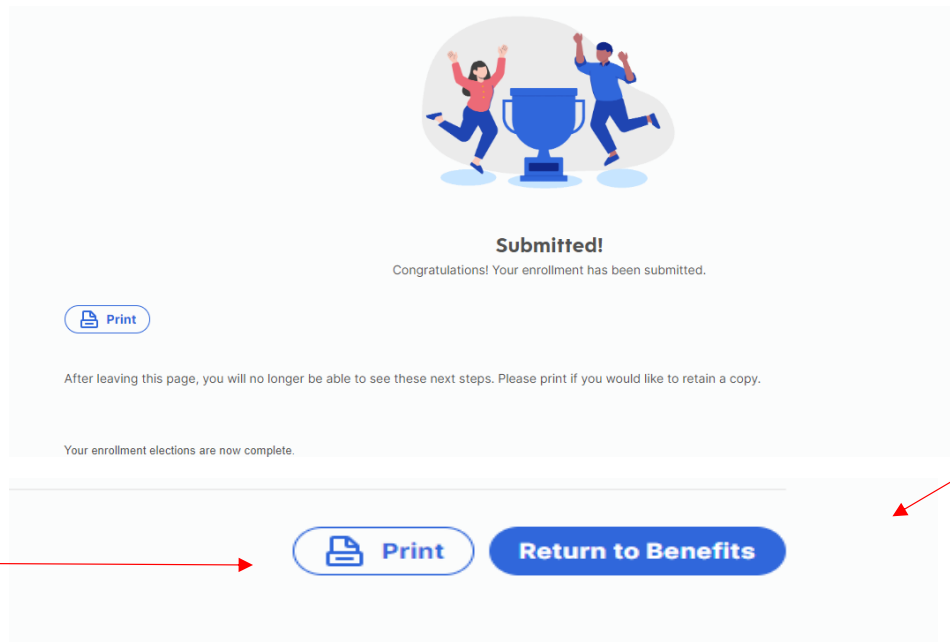 Submitted!
Congratulations! Your enrollment has been submitted.
Print
After leaving this page, you will no longer be able to see these next steps. Please print if you would like to retain a copy.
Your enrollment elections are now complete.
Print
Return to Benefits